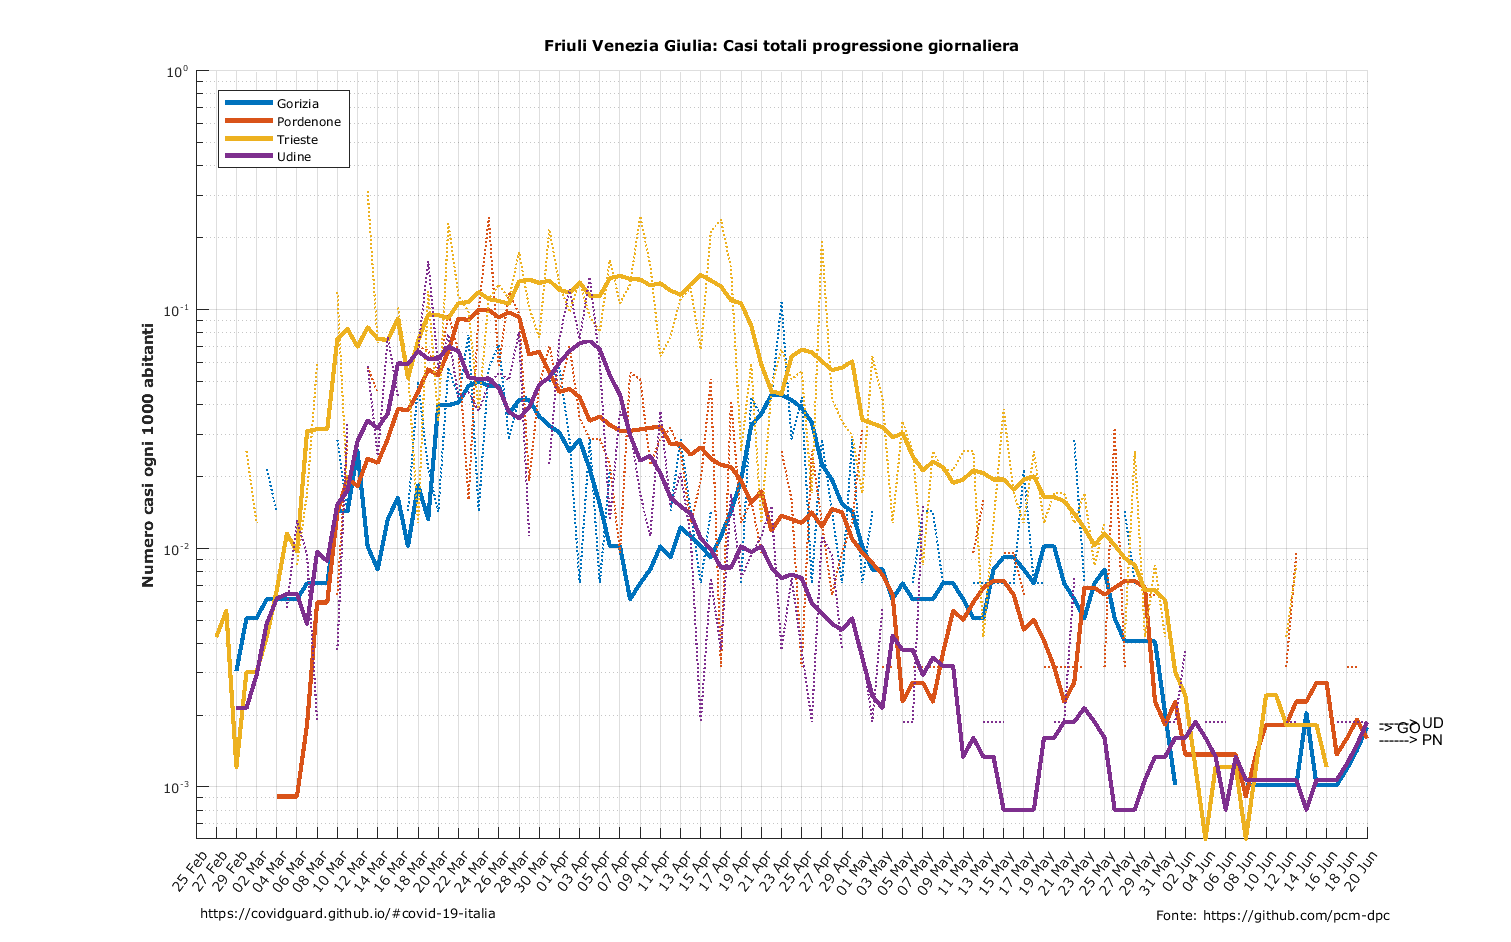 Friuli Venezia Giulia: Casi totali progressione giornaliera
Numero casi ogni 1000 abitanti
10^0
10^-1
10^-2
10^-3
Gorizia
Pordenone
Trieste
Udine
-----> UD
-> GO
------> PN
25 Feb
27 Feb
29 Feb
02 Mar
04 Mar
06 Mar
08 Mar
10 Mar
12 Mar
14 Mar
16 Mar
18 Mar
20 Mar
22 Mar
24 Mar
26 Mar
28 Mar
30 Mar
01 Apr
03 Apr
05 Apr
07 Apr
09 Apr
11 Apr
13 Apr
15 Apr
17 Apr
19 Apr
21 Apr
23 Apr
25 Apr
27 Apr
29 Apr
01 May
03 May
05 May
07 May
09 May
11 May
13 May
15 May
17 May
19 May
21 May
23 May
25 May
27 May
29 May
31 May
02 Jun
04 Jun
06 Jun
08 Jun
10 Jun
12 Jun
14 Jun
16 Jun
18 Jun
20 Jun
https://covidguard.github.io/#covid-19-italia
Fonte: https://github.com/pcm-dpc